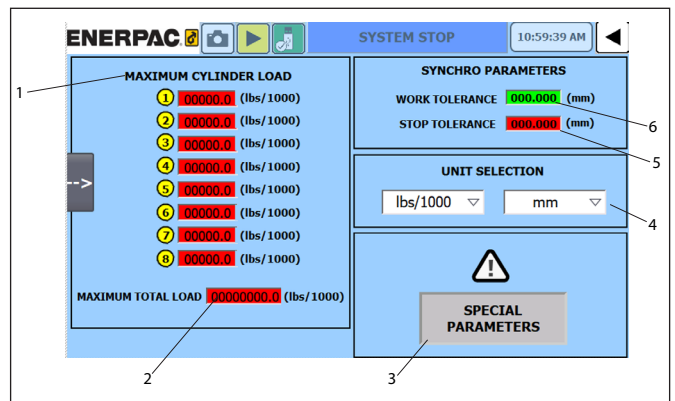 ENERPAC.
SYSTEM STOP
10:59:39 AM
MAXIMUM CYLINDER LOAD
1 00000.0 (lbs/1000)
2 00000.0 (lbs/1000)
3 00000.0 (lbs/1000)
4 00000.0 (lbs/1000)
5 00000.0 (lbs/1000)
6 00000.0 (lbs/1000)
7 00000.0 (lbs/1000)
8 00000.0 (lbs/1000)
MAXIMUM TOTAL LOAD 00000000.0 (lbs/1000)
-->
SYNCHRO PARAMETERS
WORK TOLERANCE 000.000 (mm)
STOP TOLERANCE 000.000 (mm)
UNIT SELECTION
lbs/1000 mm
!
SPECIAL
PARAMETERS
1
2
3
4
5
6